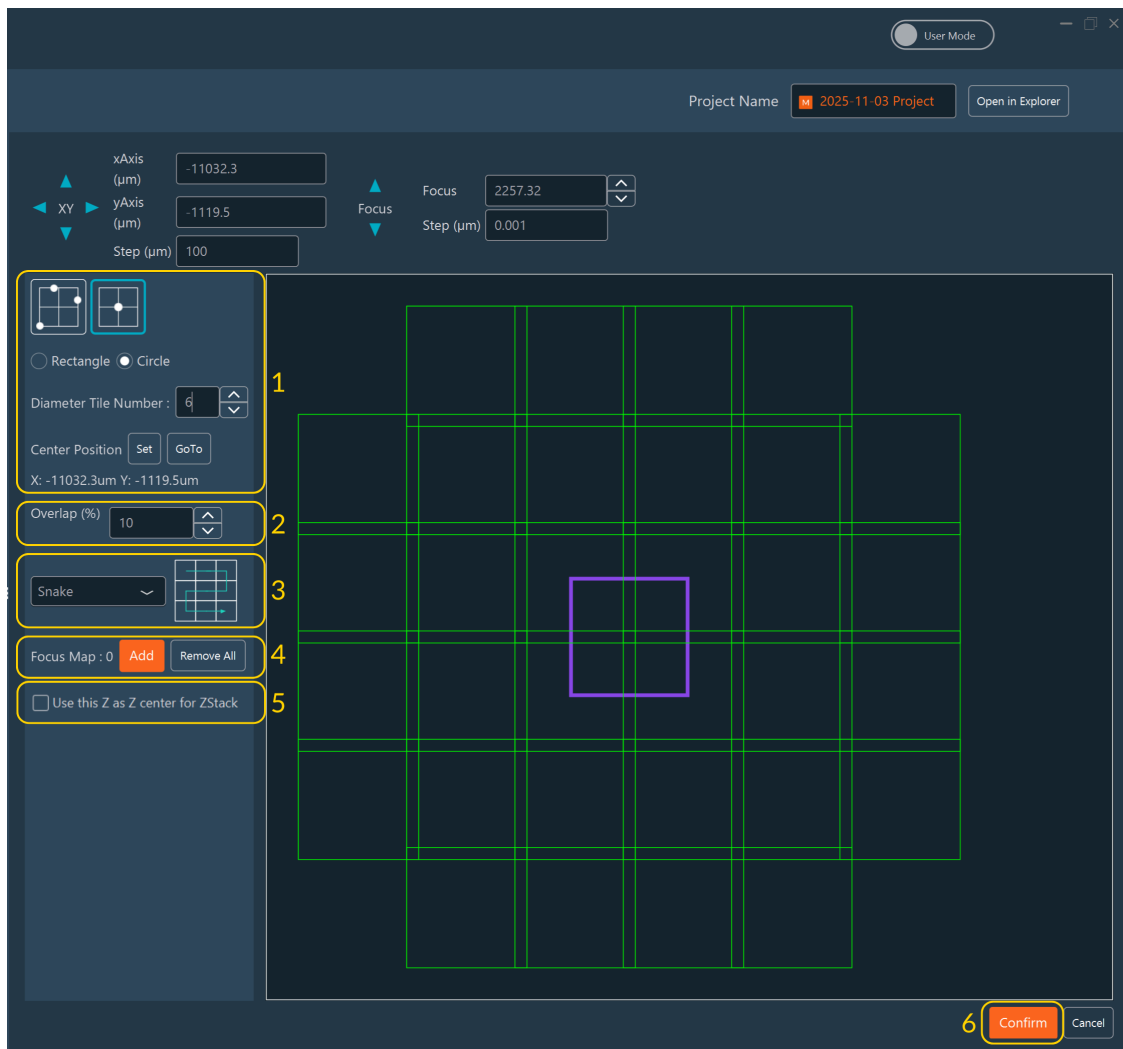 User Mode
Project Name
M 2025-11-03 Project
Open in Explorer
xAxis
(μm)
-11032.3
XY
yAxis
(μm)
-1119.5
Step (μm)
100
Focus
Focus
2257.32
Step (μm)
0.001
Rectangle Circle
1
Diameter Tile Number : 6
Center Position Set GoTo
X: -11032.3um Y: -1119.5um
Overlap (%) 10
2
Snake
3
Focus Map : 0 Add Remove All
4
Use this Z as Z center for ZStack
5
6
Confirm
Cancel